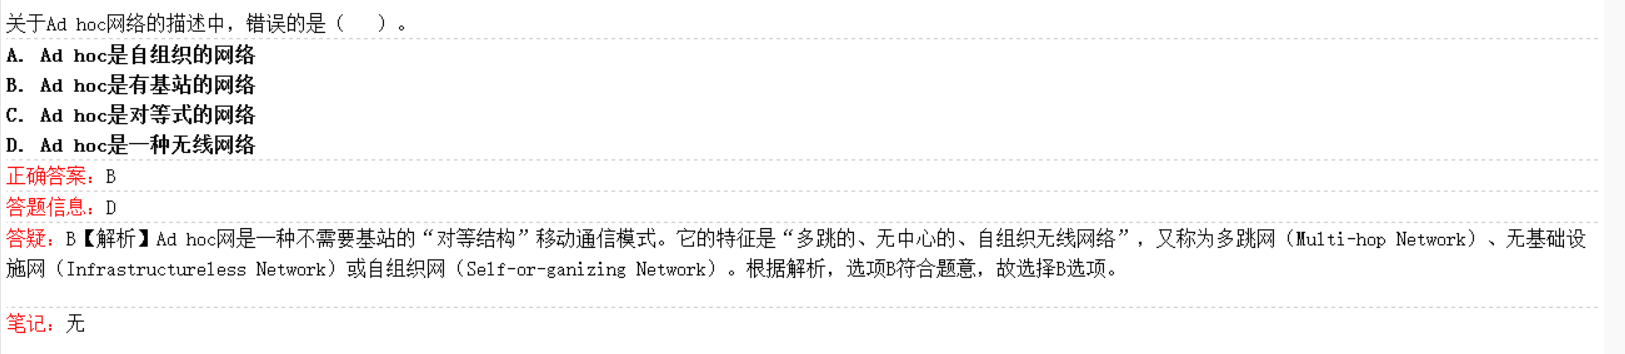 关于Ad hoc网络的描述中，错误的是（   ）。
A. Ad hoc是自组织的网络
B. Ad hoc是有基站的网络
C. Ad hoc是对等式的网络
D. Ad hoc是一种无线网络
正确答案：B
答题信息：D
答疑：B【解析】Ad hoc网是一种不需要基站的“对等结构”移动通信模式。它的特征是“多跳的、无中心的、自组织无线网络”，又称为多跳网（Multi-hop Network）、无基础设
施网（Infrastructureless Network）或自组织网（Self-or-ganizing Network）。根据解析，选项B符合题意，故选择B选项。
笔记：无